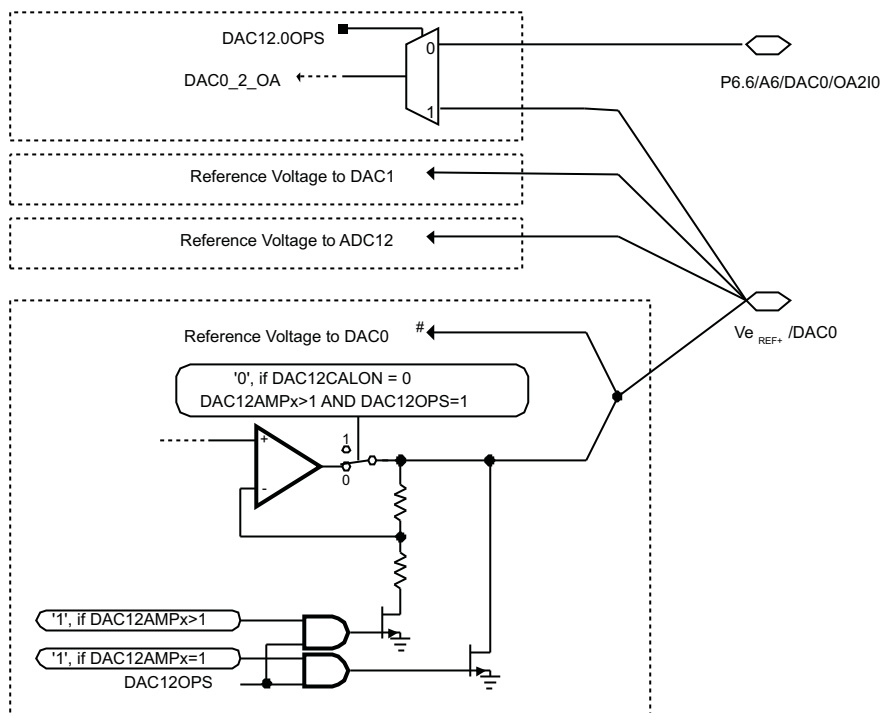 DAC12.0OPS
0
DAC0_2_OA
P6.6/A6/DAC0/OA2I0
1
Reference Voltage to DAC1
Reference Voltage to ADC12
Ve REF+ /DAC0
Reference Voltage to DAC0 #
'0', if DAC12CALON = 0
DAC12AMPx>1 AND DAC12OPS=1
1
+
0
-
'1', if DAC12AMPx>1
'1', if DAC12AMPx=1
DAC12OPS